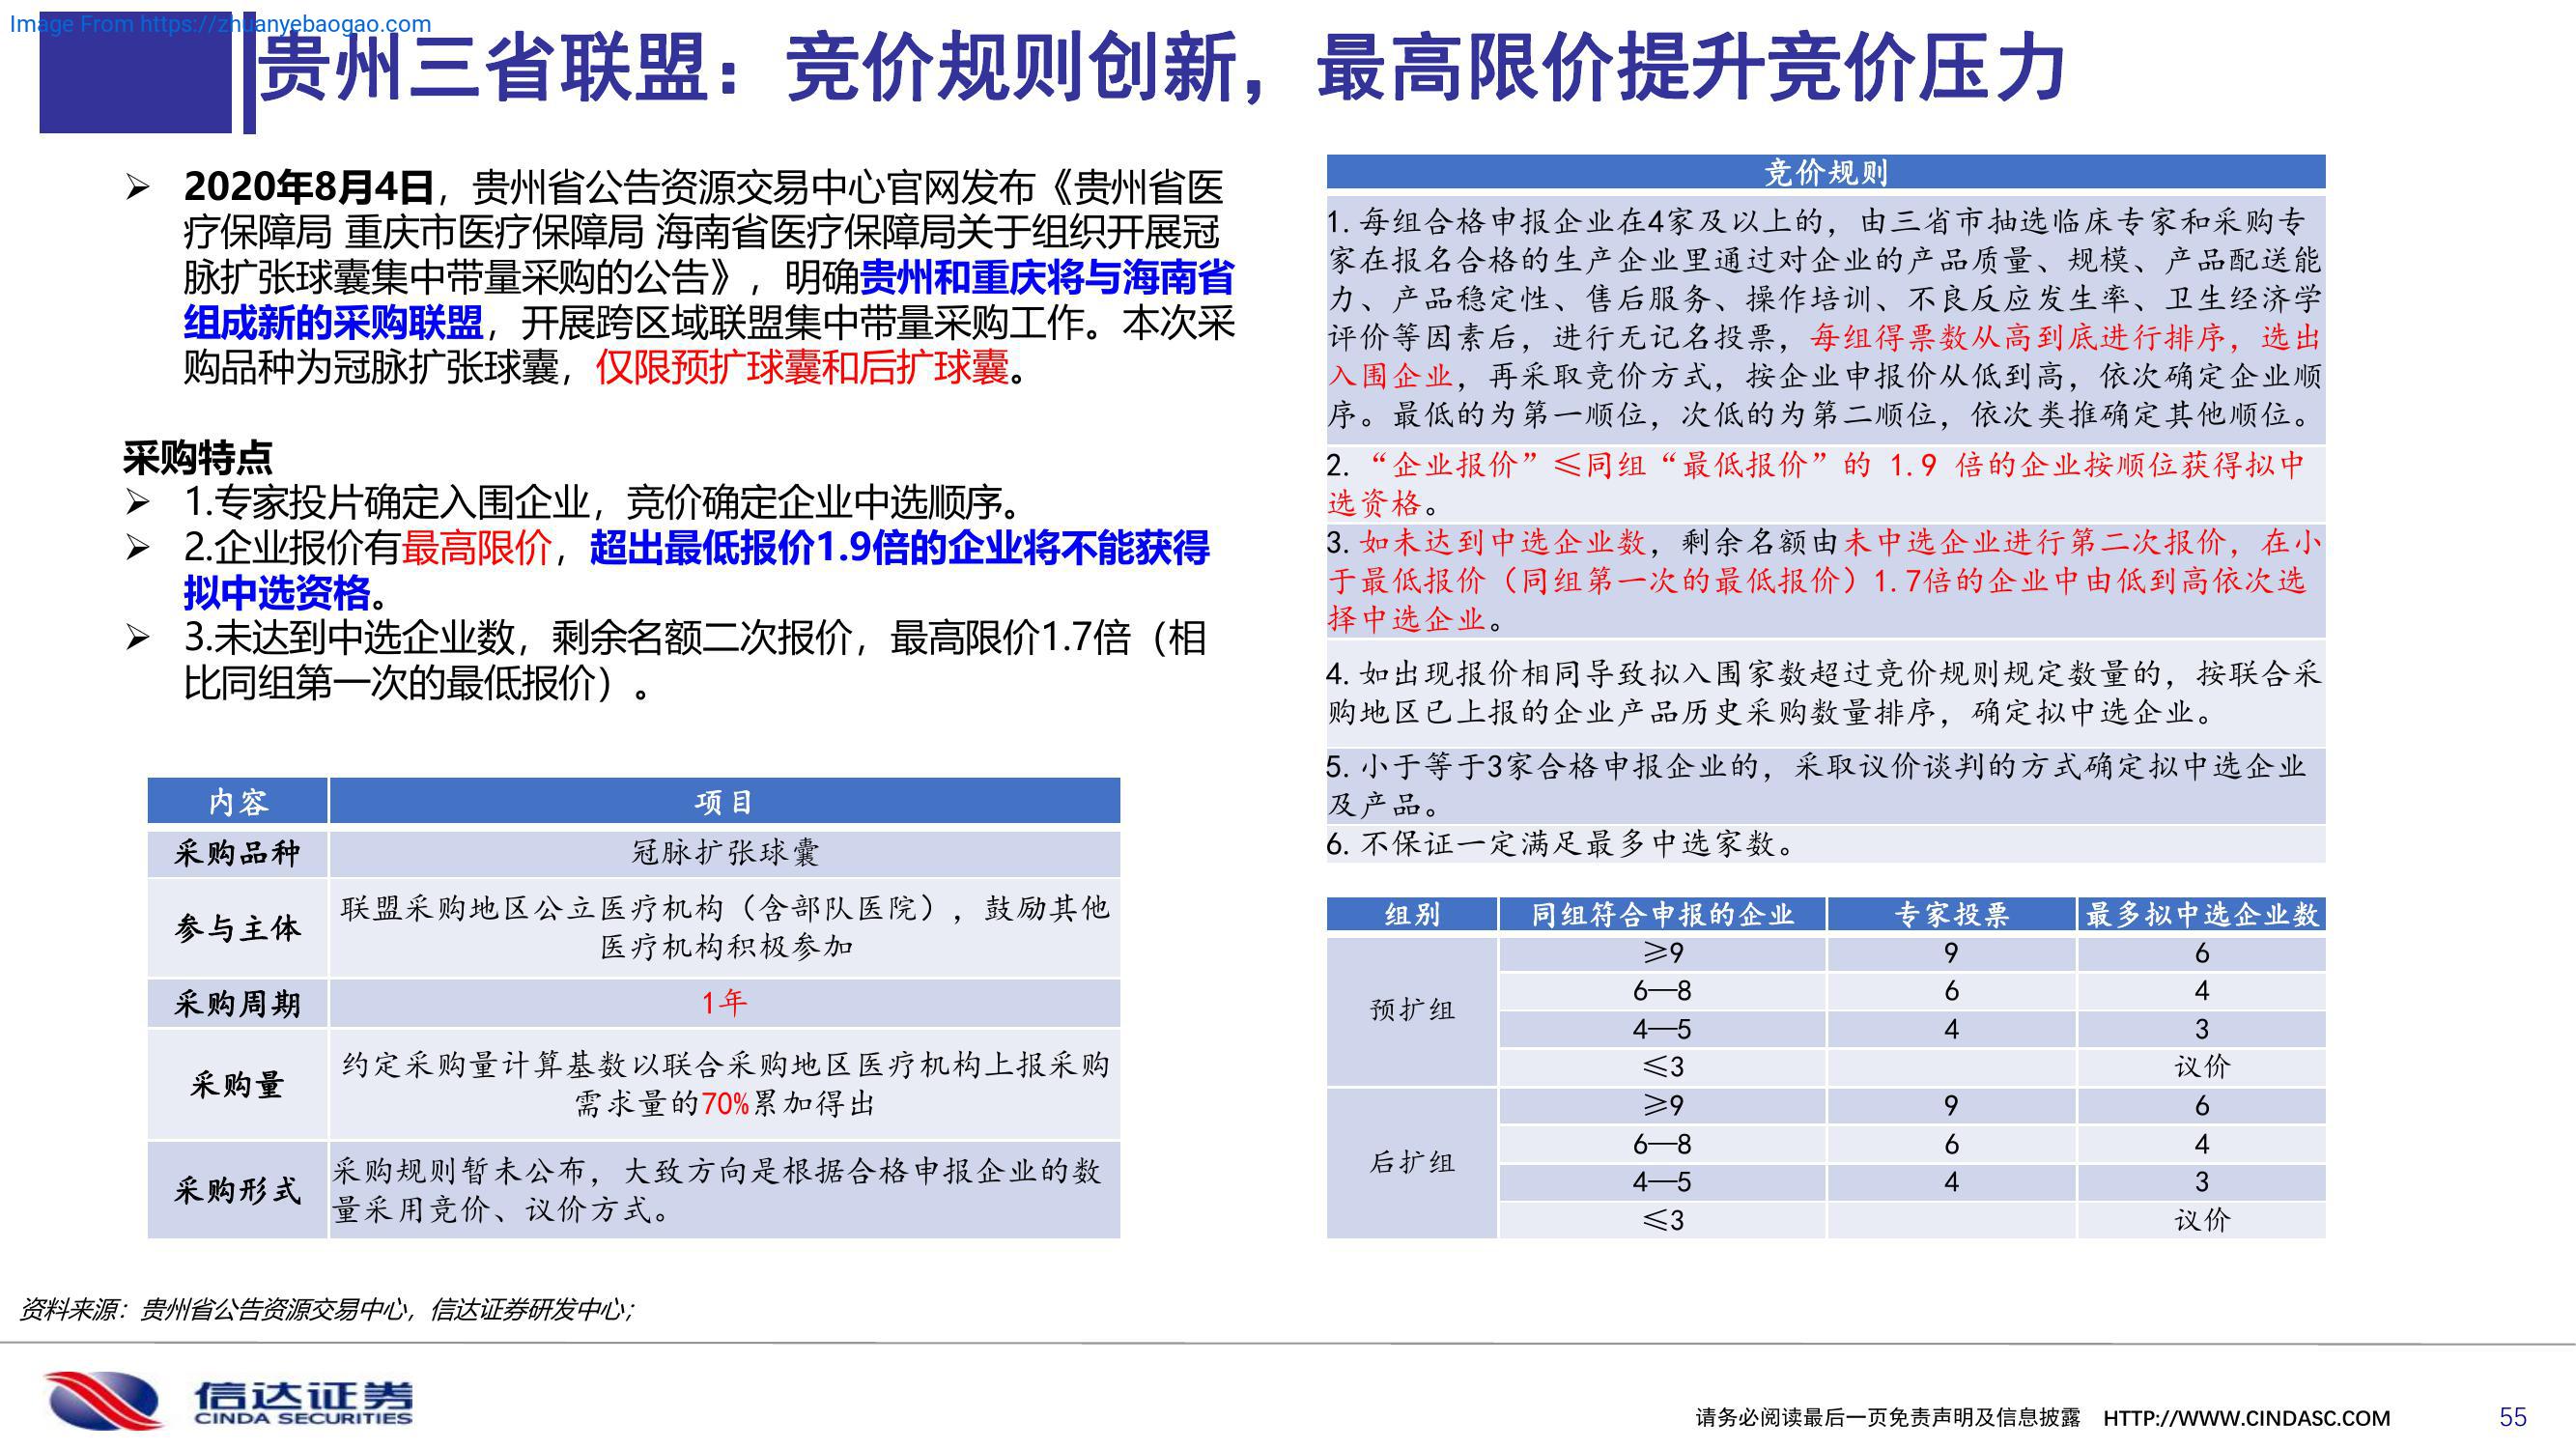 Image From https://zhuanyebaogao.com
贵州三省联盟：竞价规则创新，最高限价提升竞价压力
➢ 2020年8月4日，贵州省公告资源交易中心官网发布《贵州省医
疗保障局 重庆市医疗保障局 海南省医疗保障局关于组织开展冠
脉扩张球囊集中带量采购的公告》，明确贵州和重庆将与海南省
组成新的采购联盟，开展跨区域联盟集中带量采购工作。本次采
购品种为冠脉扩张球囊，仅限预扩球囊和后扩球囊。
采购特点
➢ 1.专家投片确定入围企业，竞价确定企业中选顺序。
➢ 2.企业报价有最高限价，超出最低报价1.9倍的企业将不能获得
拟中选资格。
➢ 3.未达到中选企业数，剩余名额二次报价，最高限价1.7倍（相
比同组第一次的最低报价）。
内容 项目
采购品种 冠脉扩张球囊
参与主体 联盟采购地区公立医疗机构（含部队医院），鼓励其他
医疗机构积极参加
采购周期 1年
采购量 约定采购量计算基数以联合采购地区医疗机构上报采购
需求量的70%累加得出
采购形式 采购规则暂未公布，大致方向是根据合格申报企业的数
量采用竞价、议价方式。
竞价规则
1. 每组合格申报企业在4家及以上的，由三省市抽选临床专家和采购专
家在报名合格的生产企业里通过对企业的产品质量、规模、产品配送能
力、产品稳定性、售后服务、操作培训、不良反应发生率、卫生经济学
评价等因素后，进行无记名投票，每组得票数从高到底进行排序，选出
入围企业，再采取竞价方式，按企业申报价从低到高，依次确定企业顺
序。最低的为第一顺位，次低的为第二顺位，依次类推确定其他顺位。
2. “企业报价”≤同组“最低报价”的 1.9 倍的企业按顺位获得拟中
选资格。
3. 如未达到中选企业数，剩余名额由未中选企业进行第二次报价，在小
于最低报价（同组第一次的最低报价）1.7倍的企业中由低到高依次选
择中选企业。
4. 如出现报价相同导致拟入围家数超过竞价规则规定数量的，按联合采
购地区已上报的企业产品历史采购数量排序，确定拟中选企业。
5. 小于等于3家合格申报企业的，采取议价谈判的方式确定拟中选企业
及产品。
6. 不保证一定满足最多中选家数。
组别 同组符合申报的企业 专家投票 最多拟中选企业数
预扩组 ≥9 9 6
6—8 6 4
4—5 4 3
≤3 议价
后扩组 ≥9 9 6
6—8 6 4
4—5 4 3
≤3 议价
资料来源：贵州省公告资源交易中心，信达证券研发中心；
信达证券
CINDA SECURITIES
请务必阅读最后一页免责声明及信息披露 HTTP://WWW.CINDASC.COM 55